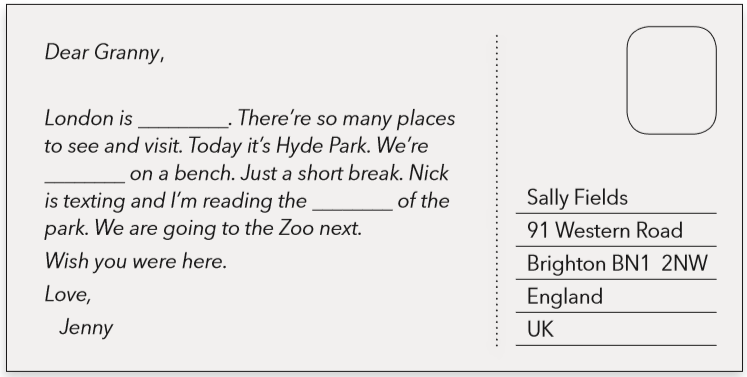 Dear Granny,
London is _________. There're so many places
to see and visit. Today it's Hyde Park. We're
________ on a bench. Just a short break. Nick
is texting and I'm reading the ________ of the
park. We are going to the Zoo next.
Wish you were here.
Love,
Jenny
Sally Fields
91 Western Road
Brighton BN1 2NW
England
UK